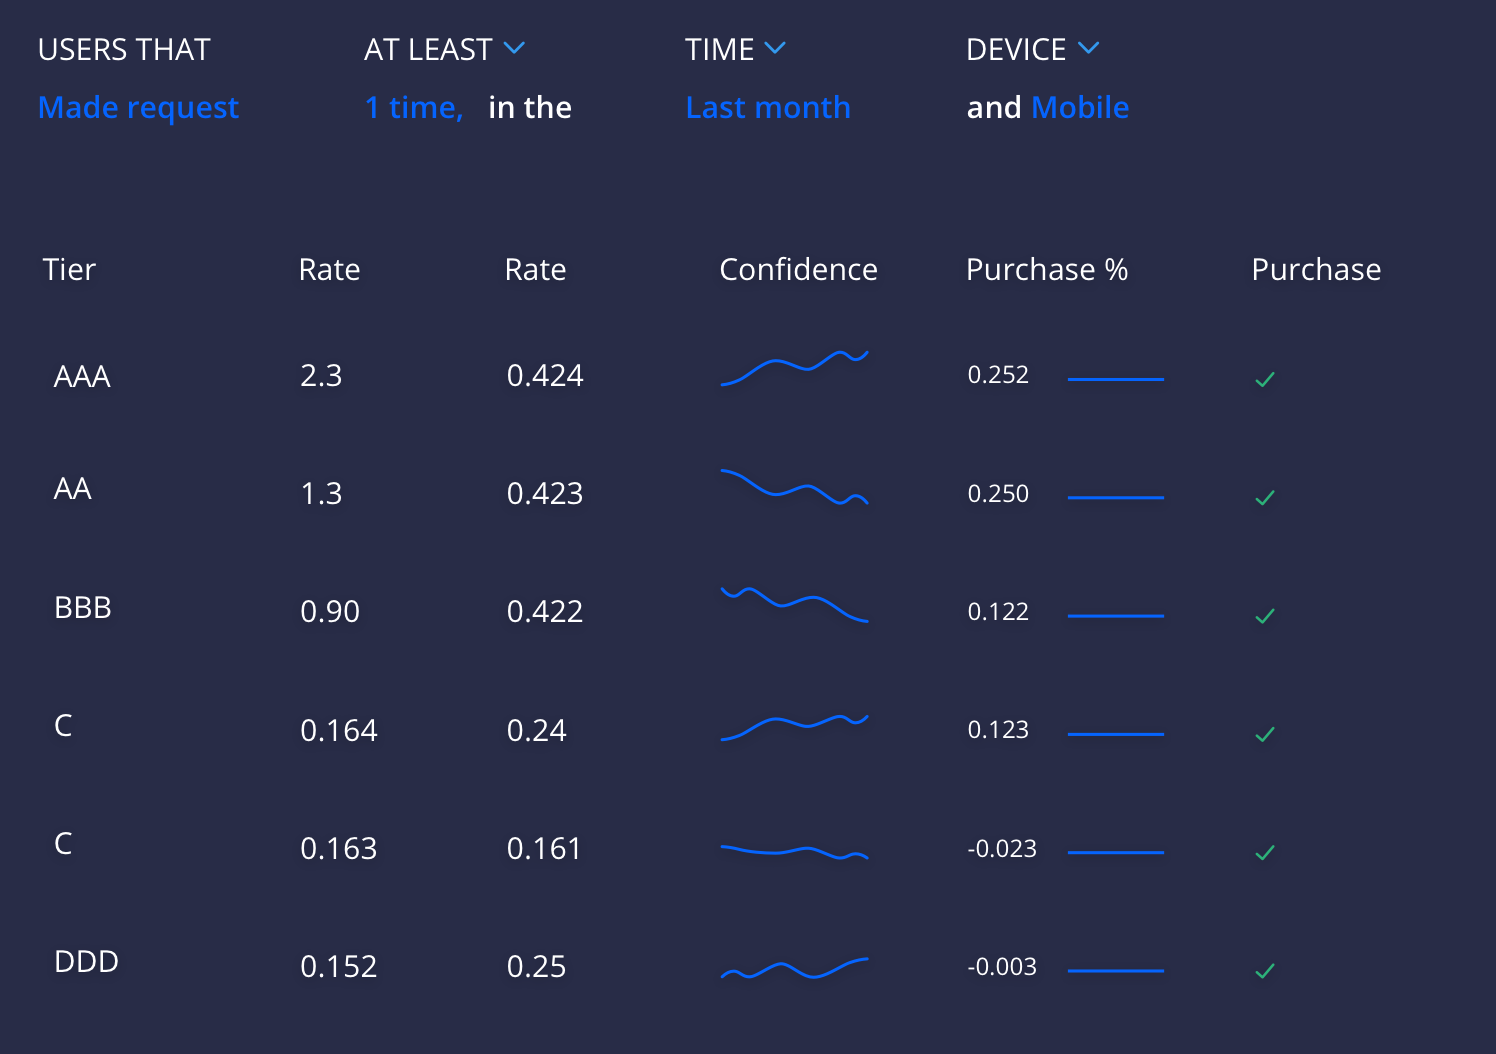 USERS THAT AT LEAST TIME DEVICE
Made request 1 time, in the Last month and Mobile
Tier Rate Rate Confidence Purchase % Purchase
AAA 2.3 0.424 0.252
AA 1.3 0.423 0.250
BBB 0.90 0.422 0.122
C 0.164 0.24 0.123
C 0.163 0.161 -0.023
DDD 0.152 0.25 -0.003